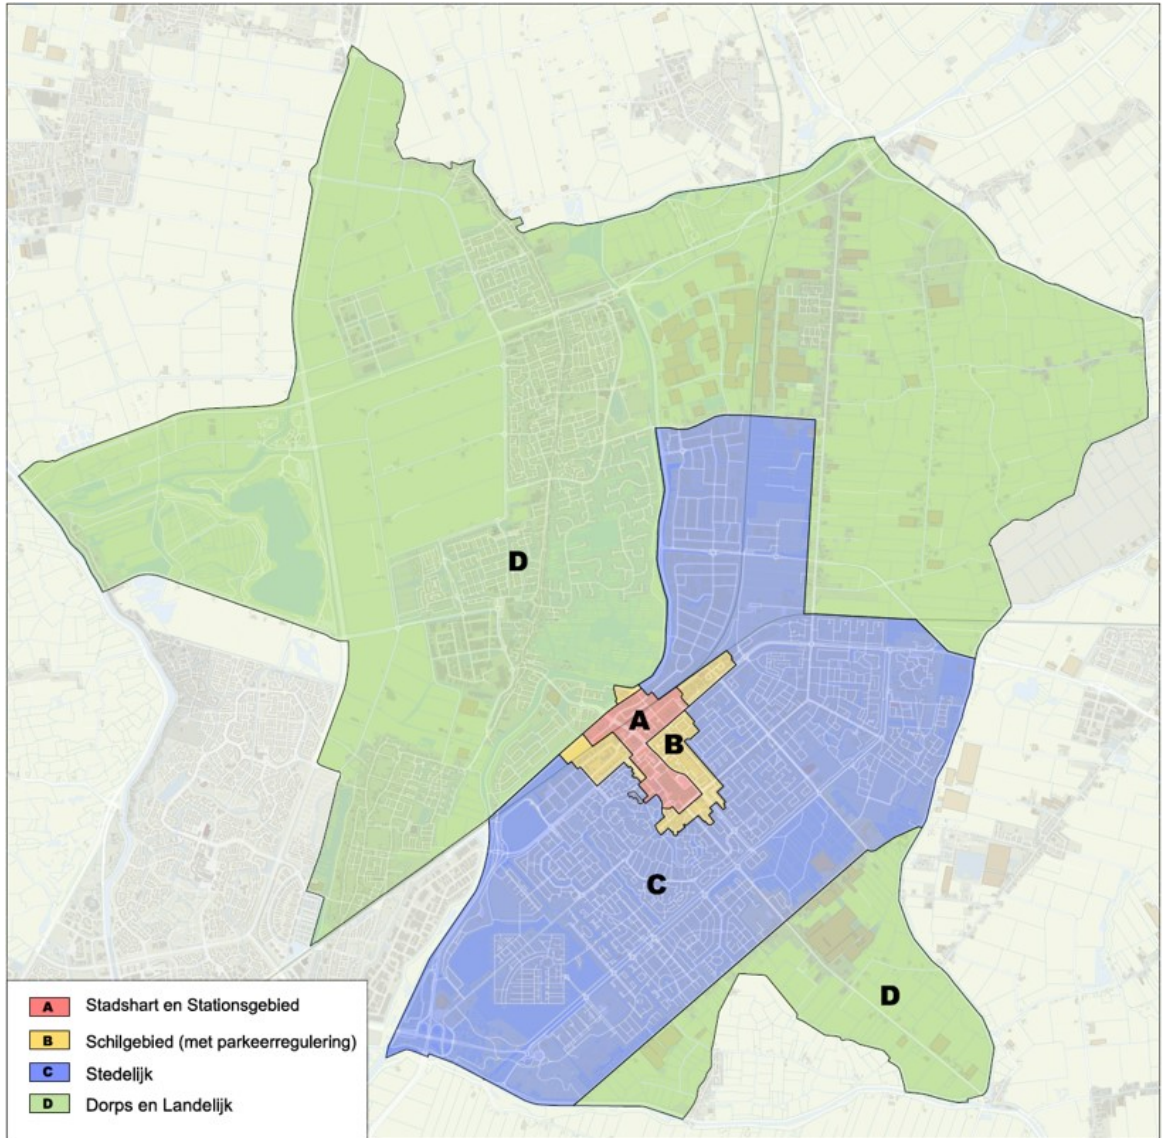 D
A
B
C
D
A Stadshart en Stationsgebied
B Schilgebied (met parkeerregulering)
C Stedelijk
D Dorps en Landelijk